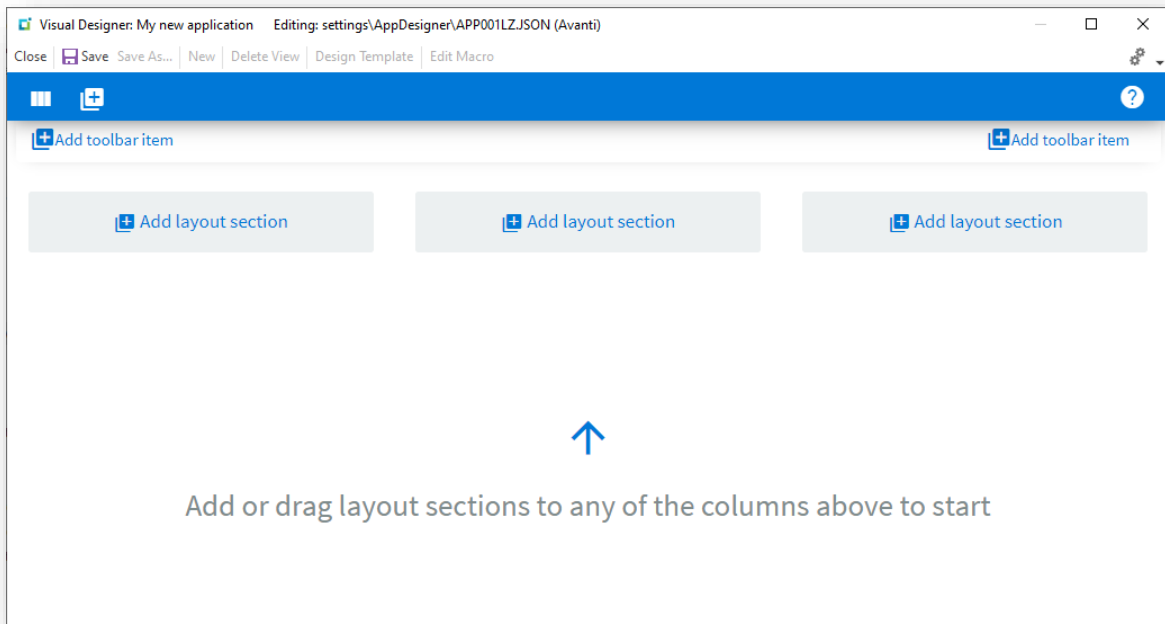 Visual Designer: My new application Editing: settings\AppDesigner\APP001LZ.JSON (Avanti)
Close Save Save As... New Delete View Design Template Edit Macro
Add toolbar item Add toolbar item
Add layout section Add layout section Add layout section
Add or drag layout sections to any of the columns above to start